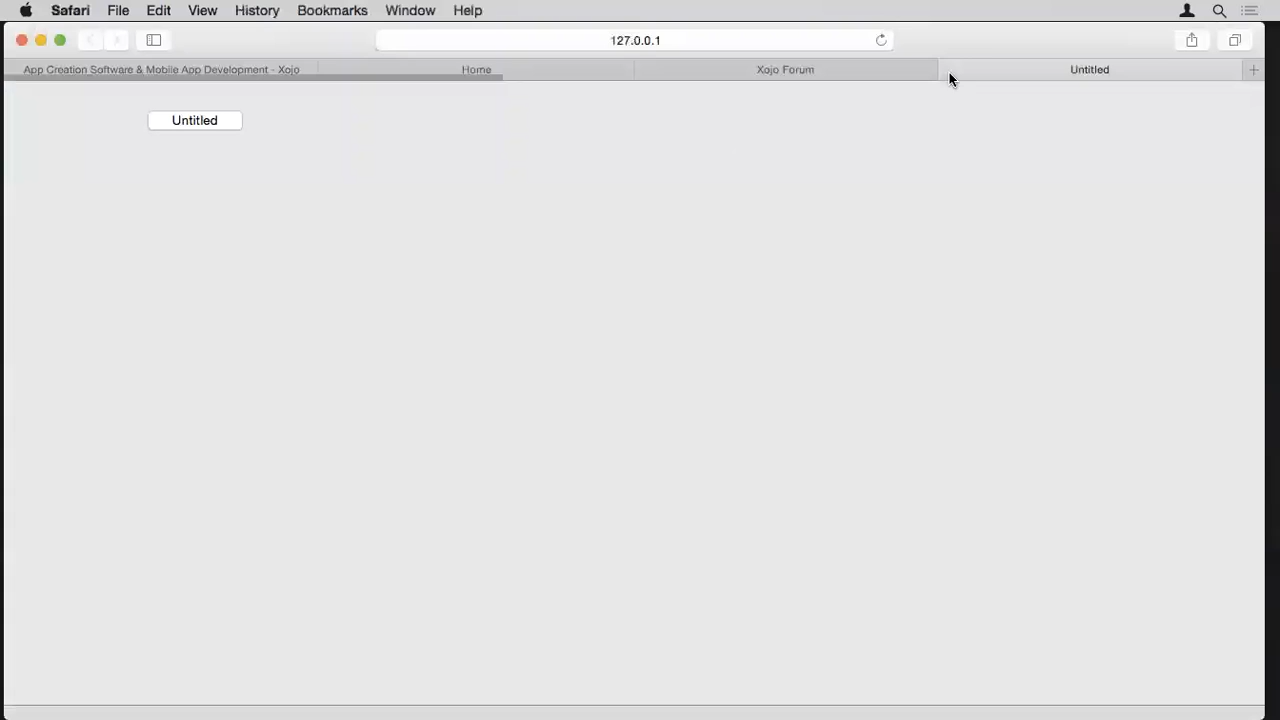 Safari File Edit View History Bookmarks Window Help
127.0.0.1
App Creation Software & Mobile App Development - Xojo Home Xojo Forum Untitled
Untitled